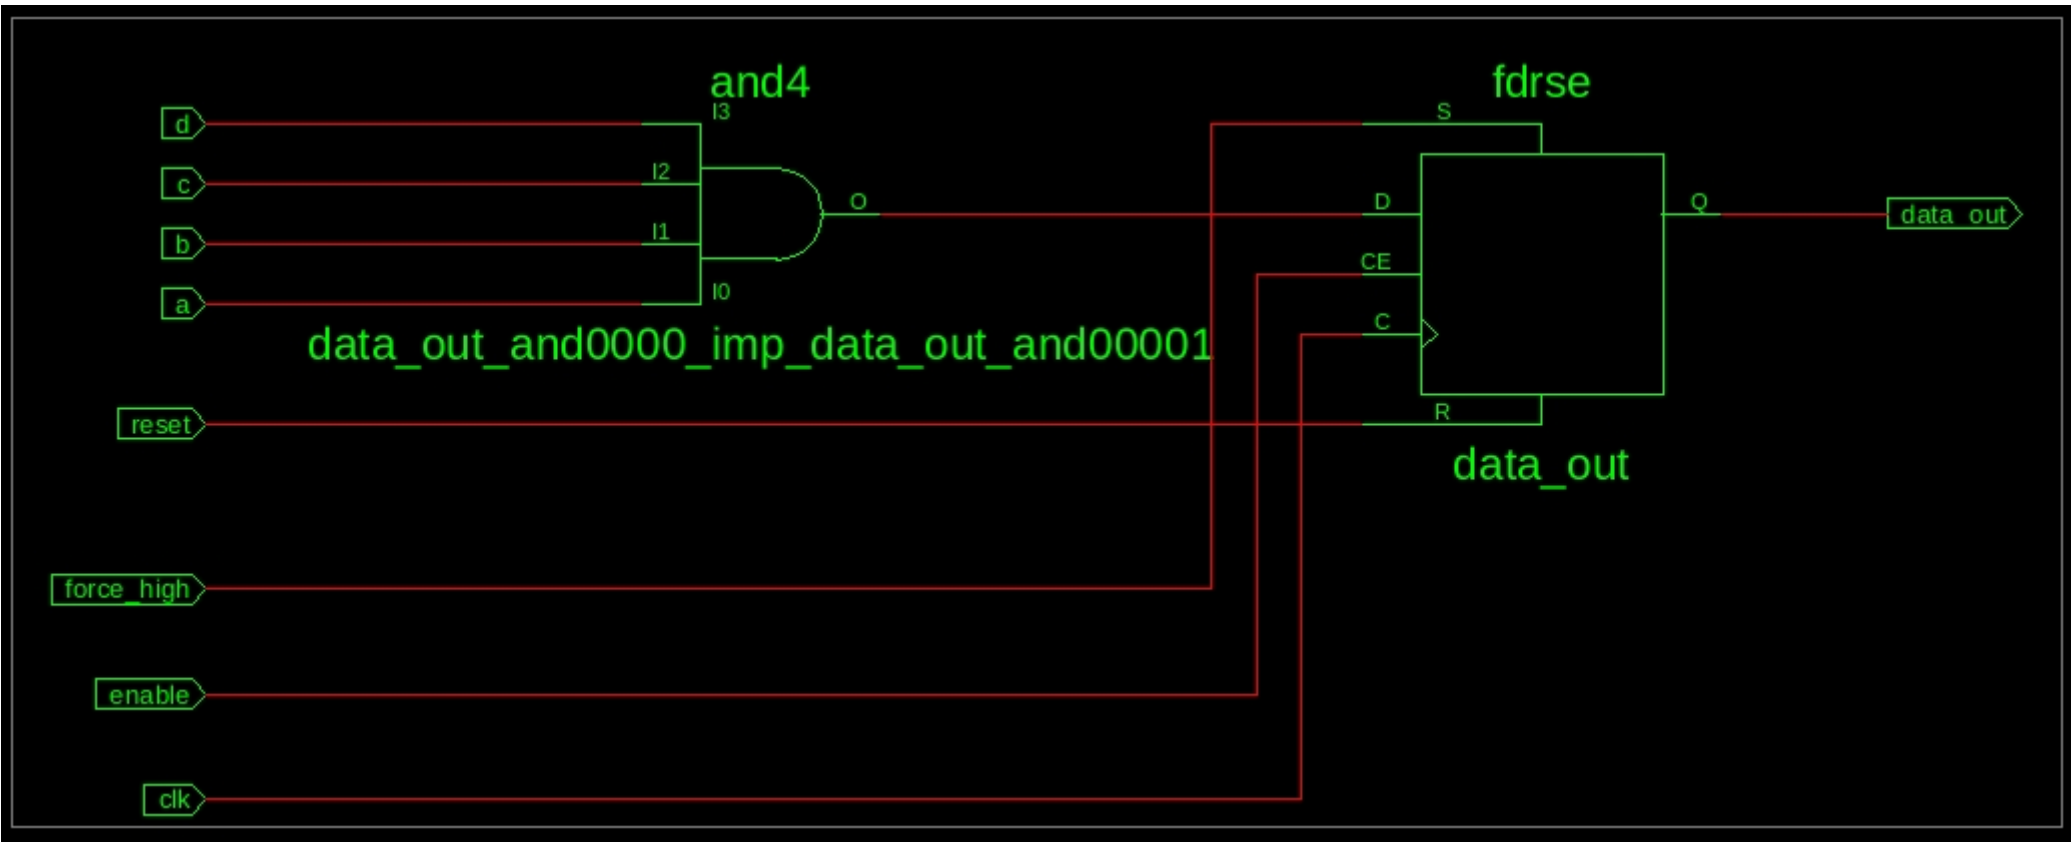 and4
fdrse
d
I3
S
c
I2
O
D
Q
data_out
b
I1
CE
a
I0
C
data_out_and0000_imp_data_out_and00001
reset
R
data_out
force_high
enable
clk